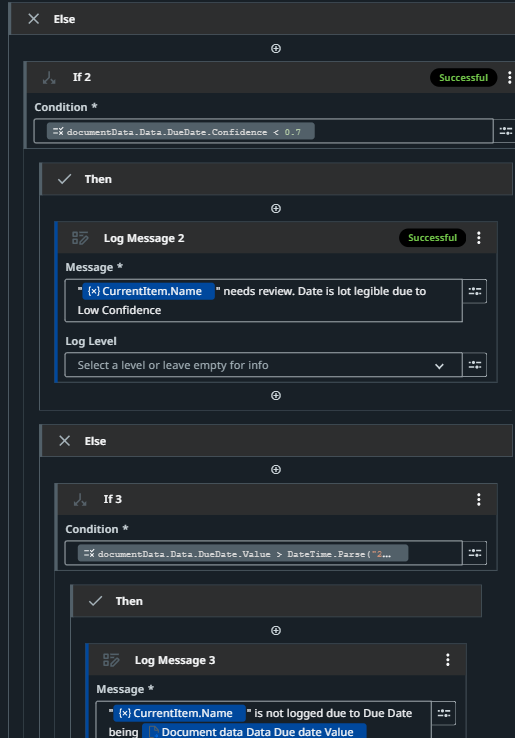 Else
If 2
Successful
Condition *
documentData.Data.DueDate.Confidence < 0.7
Then
Log Message 2
Successful
Message *
" {x} CurrentItem.Name " needs review. Date is lot legible due to
Low Confidence
Log Level
Select a level or leave empty for info
Else
If 3
Condition *
documentData.Data.DueDate.Value > DateTime.Parse("2…
Then
Log Message 3
Message *
" {x} CurrentItem.Name " is not logged due to Due Date
being Document data Data Due date Value